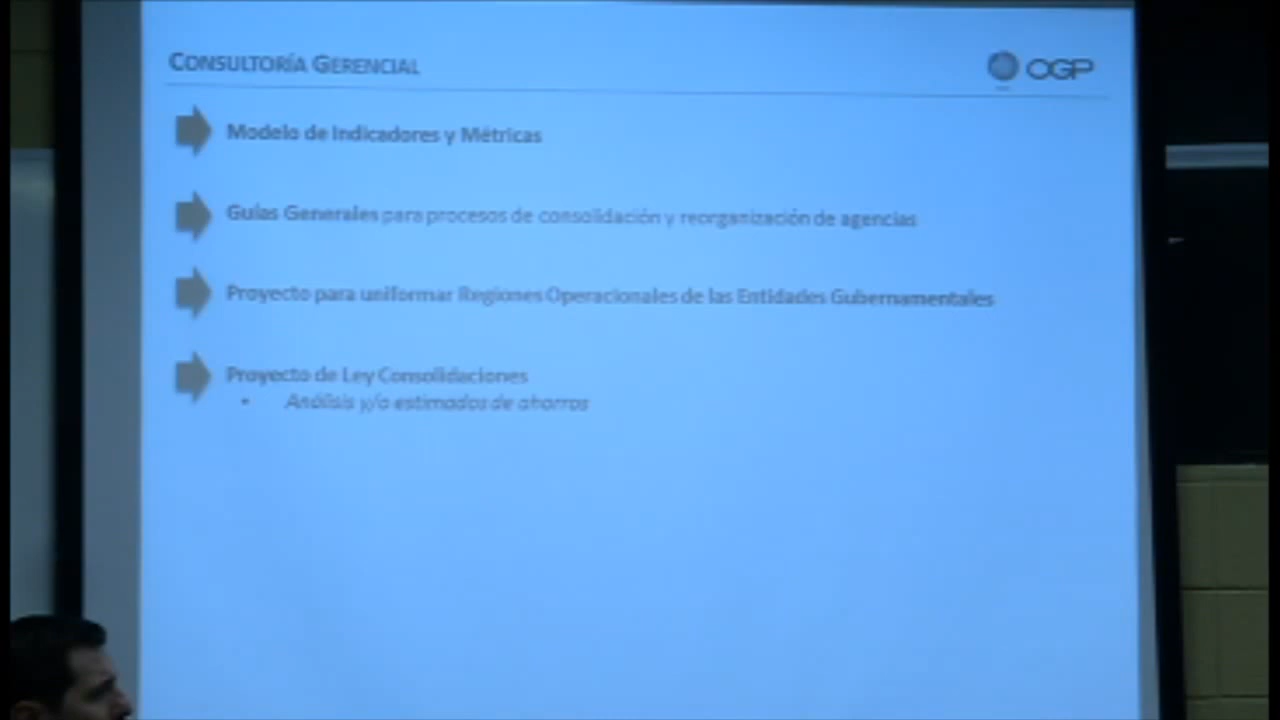 CONSULTORÍA GERENCIAL
OGP
Modelo de Indicadores y Métricas
Guías Generales para procesos de consolidación y reorganización de agencias
Proyecto para uniformar Regiones Operacionales de las Entidades Gubernamentales
Proyecto de Ley Consolidaciones
• Análisis y/o estimados de ahorros